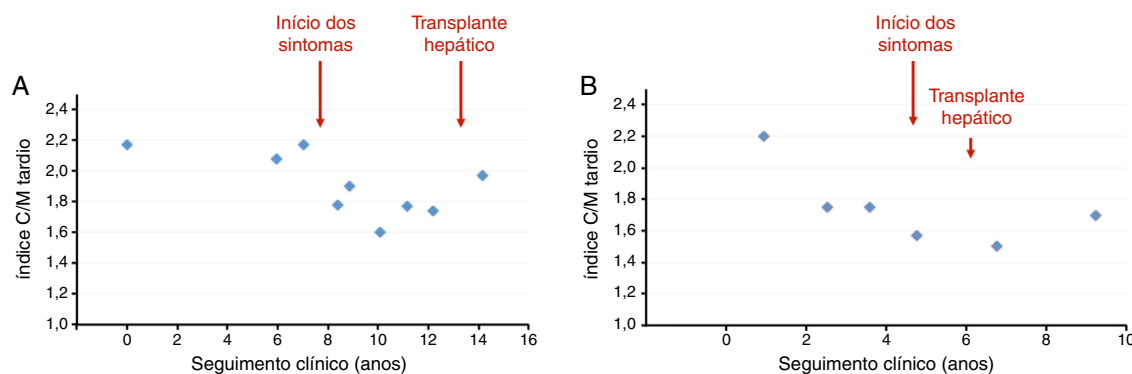 Início dos
sintomas
Transplante
hepático
A
índice C/M tardio
2,4
2,2
2,0
1,8
1,6
1,4
1,2
1,0
0
2
4
6
8
10
12
14
16
Seguimento clínico (anos)
Início dos
sintomas
Transplante
hepático
B
índice C/M tardio
2,4
2,2
2,0
1,8
1,6
1,4
1,2
1,0
0
2
4
6
8
10
Seguimento clínico (anos)